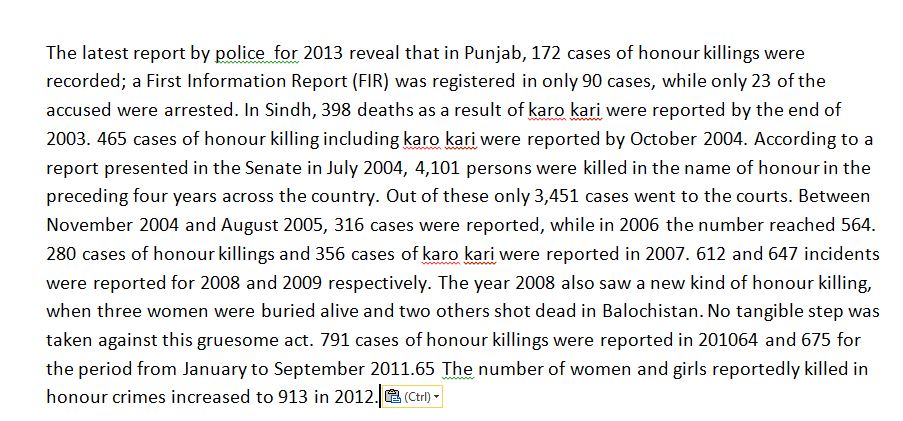 The latest report by police  for 2013 reveal that in Punjab, 172 cases of honour killings were
recorded; a First Information Report (FIR) was registered in only 90 cases, while only 23 of the
accused were arrested. In Sindh, 398 deaths as a result of karo kari were reported by the end of
2003. 465 cases of honour killing including karo kari were reported by October 2004. According to a
report presented in the Senate in July 2004, 4,101 persons were killed in the name of honour in the
preceding four years across the country. Out of these only 3,451 cases went to the courts. Between
November 2004 and August 2005, 316 cases were reported, while in 2006 the number reached 564.
280 cases of honour killings and 356 cases of karo kari were reported in 2007. 612 and 647 incidents
were reported for 2008 and 2009 respectively. The year 2008 also saw a new kind of honour killing,
when three women were buried alive and two others shot dead in Balochistan. No tangible step was
taken against this gruesome act. 791 cases of honour killings were reported in 201064 and 675 for
the period from January to September 2011.65 The number of women and girls reportedly killed in
honour crimes increased to 913 in 2012. (Ctrl)